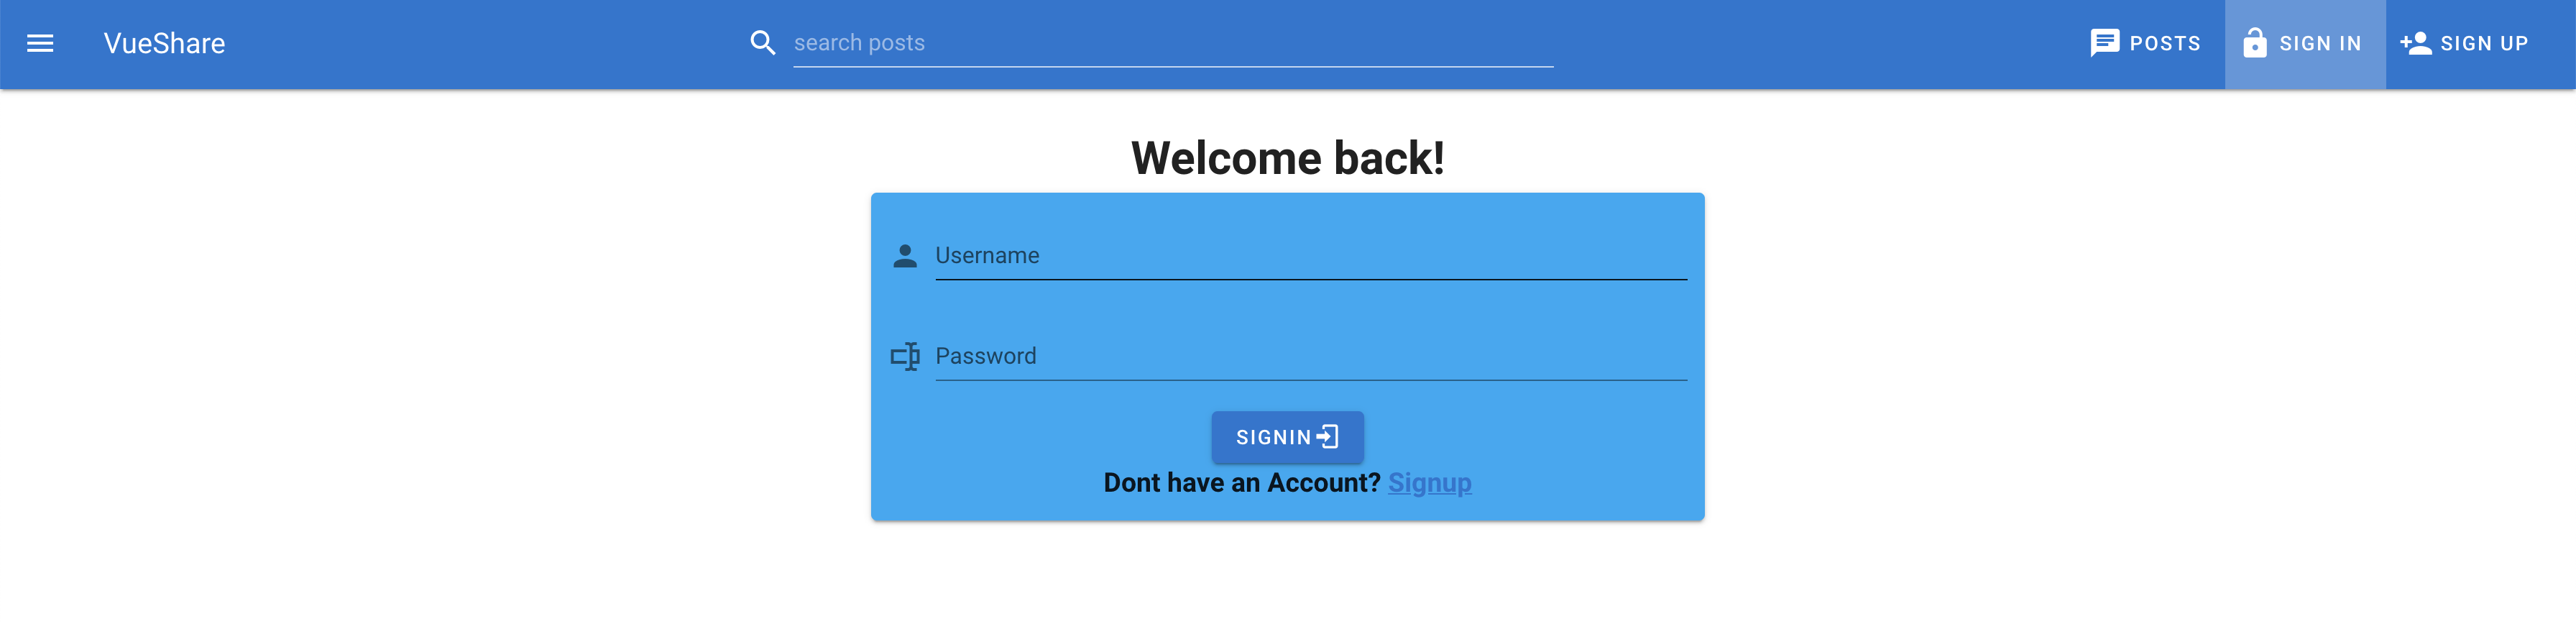 VueShare
search posts
POSTS
SIGN IN
SIGN UP
Welcome back!
Username
Password
SIGNIN
Dont have an Account? Signup